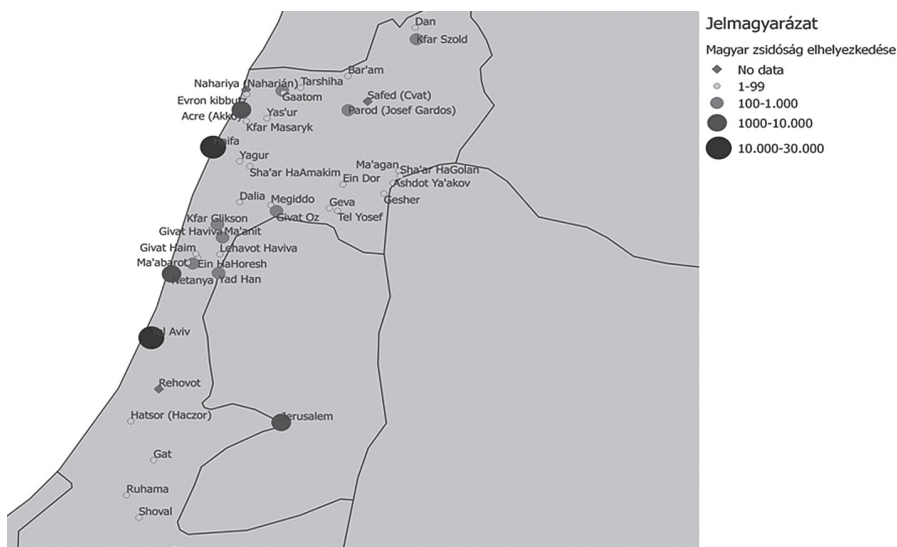 Jelmagyarázat
Magyar zsidóság elhelyezkedése
No data
1-99
100-1.000
1000-10.000
10.000-30.000
Dan
Kfar Szold
Bar'am
Nahariya (Naharián)
Tarshiha
Gaatom
Safed (Cvat)
Evron kibbutz
Acre (Akko)
Yas'ur
Parod (Josef Gardos)
Kfar Masaryk
Haifa
Yagur
Sha'ar HaAmakim
Ma'agan
Sha'ar HaGolan
Ein Dor
Ashdot Ya'akov
Gesher
Dalia
Megiddo
Geva
Givat Oz
Tel Yosef
Kfar Glikson
Givat Haviva
Ma'anit
Givat Haim
Lehavot Haviva
Ma'abarot
Ein HaHoresh
Netanya
Yad Han
Tel Aviv
Rehovot
Hatsor (Haczor)
Jerusalem
Gat
Ruhama
Shoval